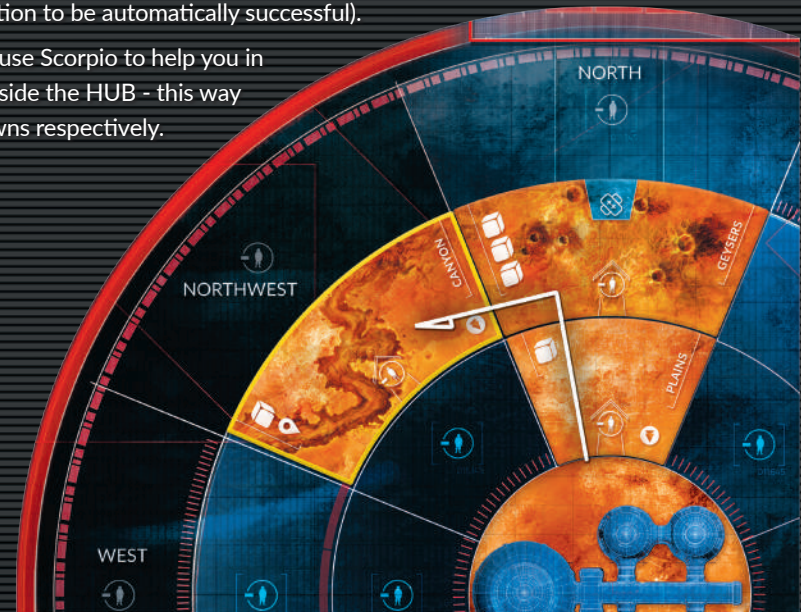 tion to be automatically successful).
use Scorpio to help you in
side the HUB - this way
wns respectively.
NORTH
CANYON
GEYSERS
NORTHWEST
PLAINS
WEST